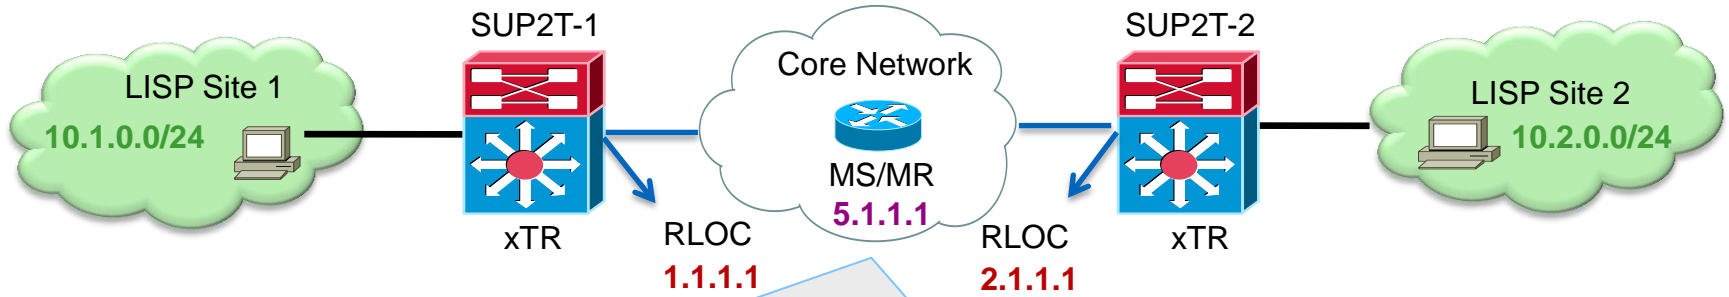 SUP2T-1
SUP2T-2
Core Network
LISP Site 1
10.1.0.0/24
LISP Site 2
10.2.0.0/24
MS/MR
5.1.1.1
xTR
RLOC
1.1.1.1
RLOC
2.1.1.1
xTR